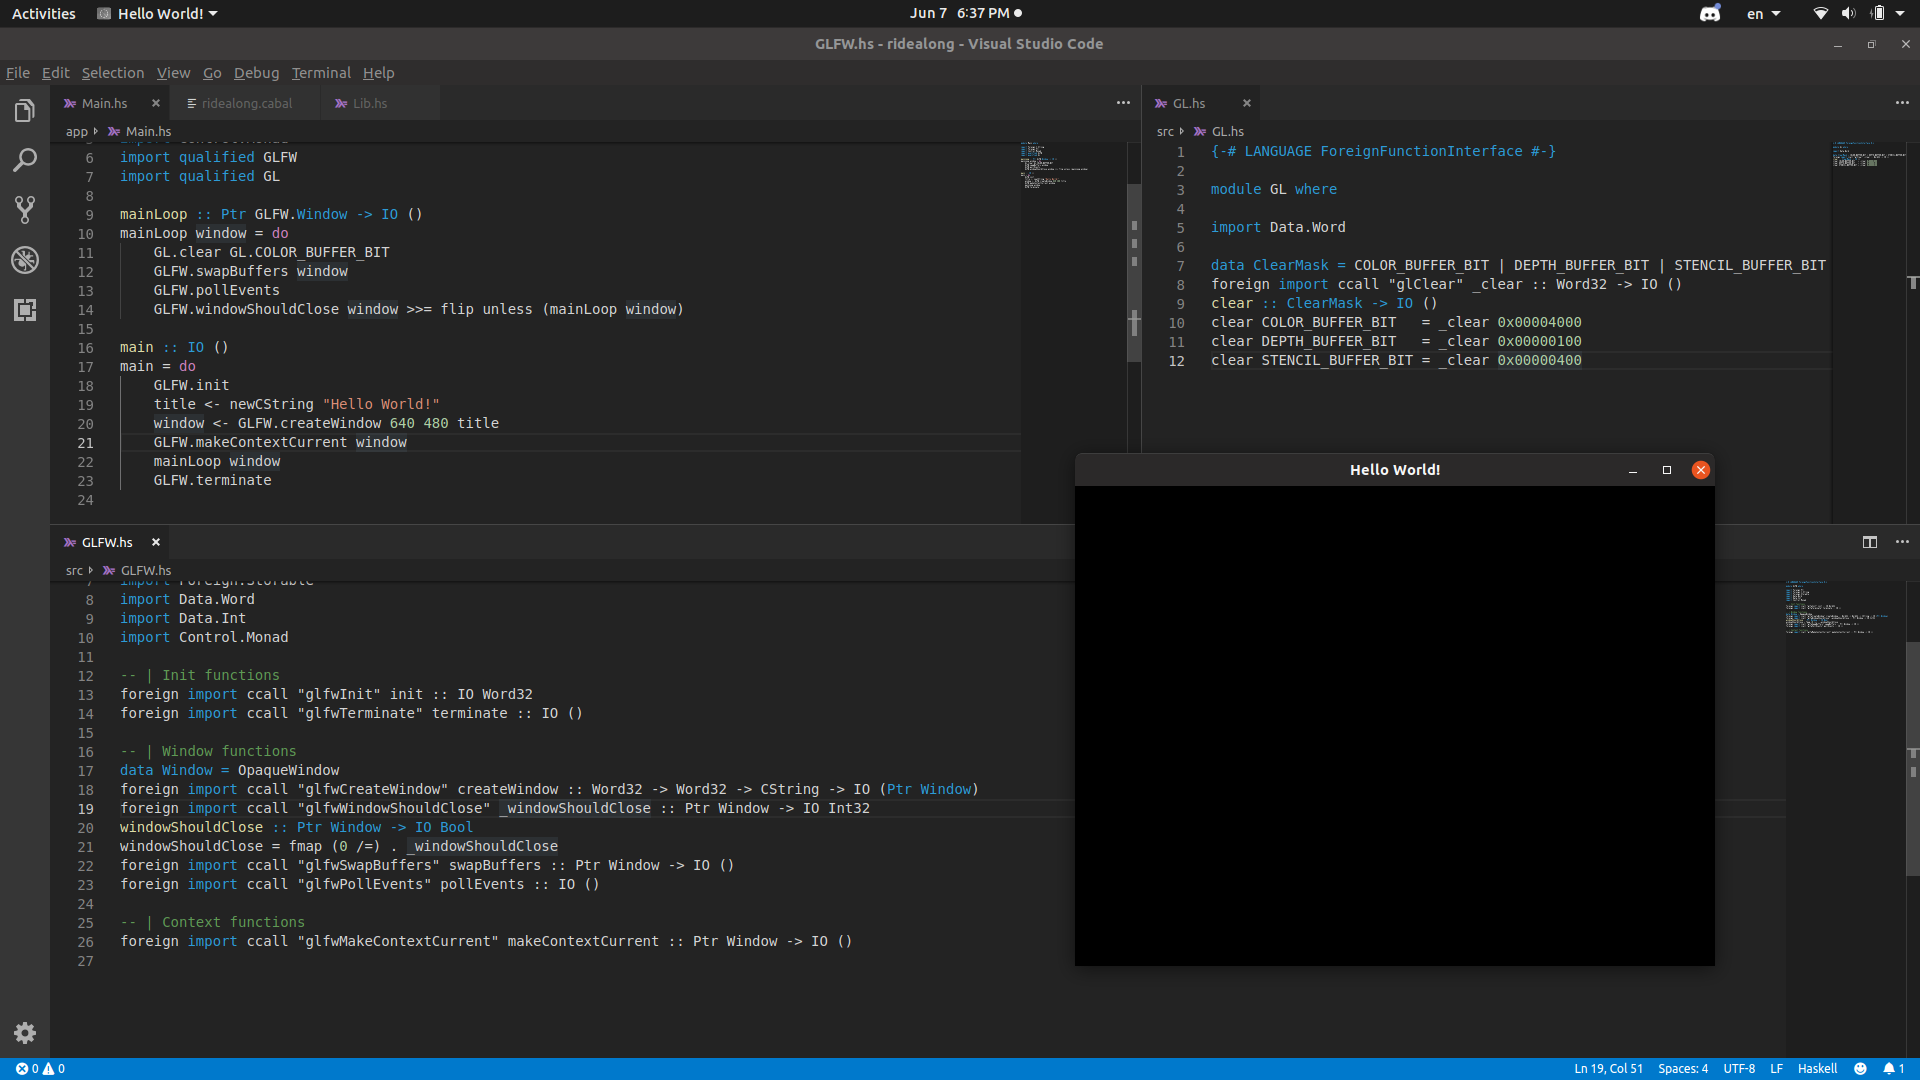 Activities Hello World! Jun 7 6:37 PM en
GLFW.hs - ridealong - Visual Studio Code
File Edit Selection View Go Debug Terminal Help
Main.hs ridealong.cabal Lib.hs
app Main.hs
6 import qualified GLFW
7 import qualified GL
8
9 mainLoop :: Ptr GLFW.Window -> IO ()
10 mainLoop window = do
11 GL.clear GL.COLOR_BUFFER_BIT
12 GLFW.swapBuffers window
13 GLFW.pollEvents
14 GLFW.windowShouldClose window >>= flip unless (mainLoop window)
15
16 main :: IO ()
17 main = do
18 GLFW.init
19 title <- newCString "Hello World!"
20 window <- GLFW.createWindow 640 480 title
21 GLFW.makeContextCurrent window
22 mainLoop window
23 GLFW.terminate
24
GL.hs
src GL.hs
1 {-# LANGUAGE ForeignFunctionInterface #-}
2
3 module GL where
4
5 import Data.Word
6
7 data ClearMask = COLOR_BUFFER_BIT | DEPTH_BUFFER_BIT | STENCIL_BUFFER_BIT
8 foreign import ccall "glClear" _clear :: Word32 -> IO ()
9 clear :: ClearMask -> IO ()
10 clear COLOR_BUFFER_BIT = _clear 0x00004000
11 clear DEPTH_BUFFER_BIT = _clear 0x00000100
12 clear STENCIL_BUFFER_BIT = _clear 0x00000400
Hello World!
GLFW.hs
src GLFW.hs
7 import Foreign.Storable
8 import Data.Word
9 import Data.Int
10 import Control.Monad
11
12 -- | Init functions
13 foreign import ccall "glfwInit" init :: IO Word32
14 foreign import ccall "glfwTerminate" terminate :: IO ()
15
16 -- | Window functions
17 data Window = OpaqueWindow
18 foreign import ccall "glfwCreateWindow" createWindow :: Word32 -> Word32 -> CString -> IO (Ptr Window)
19 foreign import ccall "glfwWindowShouldClose" _windowShouldClose :: Ptr Window -> IO Int32
20 windowShouldClose :: Ptr Window -> IO Bool
21 windowShouldClose = fmap (0 /=) . _windowShouldClose
22 foreign import ccall "glfwSwapBuffers" swapBuffers :: Ptr Window -> IO ()
23 foreign import ccall "glfwPollEvents" pollEvents :: IO ()
24
25 -- | Context functions
26 foreign import ccall "glfwMakeContextCurrent" makeContextCurrent :: Ptr Window -> IO ()
27
0 0 Ln 19, Col 51 Spaces: 4 UTF-8 LF Haskell 1